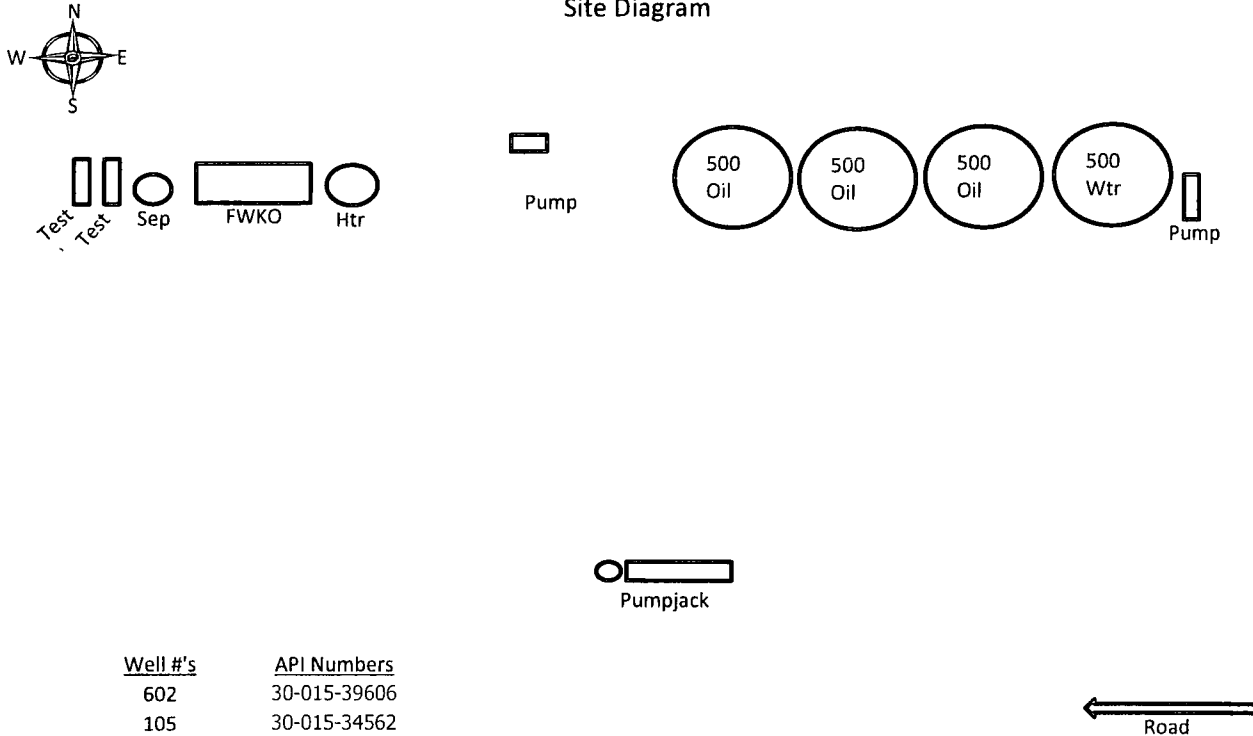 Site Diagram
N
W E
S
Test
Test
Sep
FWKO
Htr
Pump
500
Oil
500
Oil
500
Oil
500
Wtr
Pump
Pumpjack
Well #'s API Numbers
602 30-015-39606
105 30-015-34562
Road